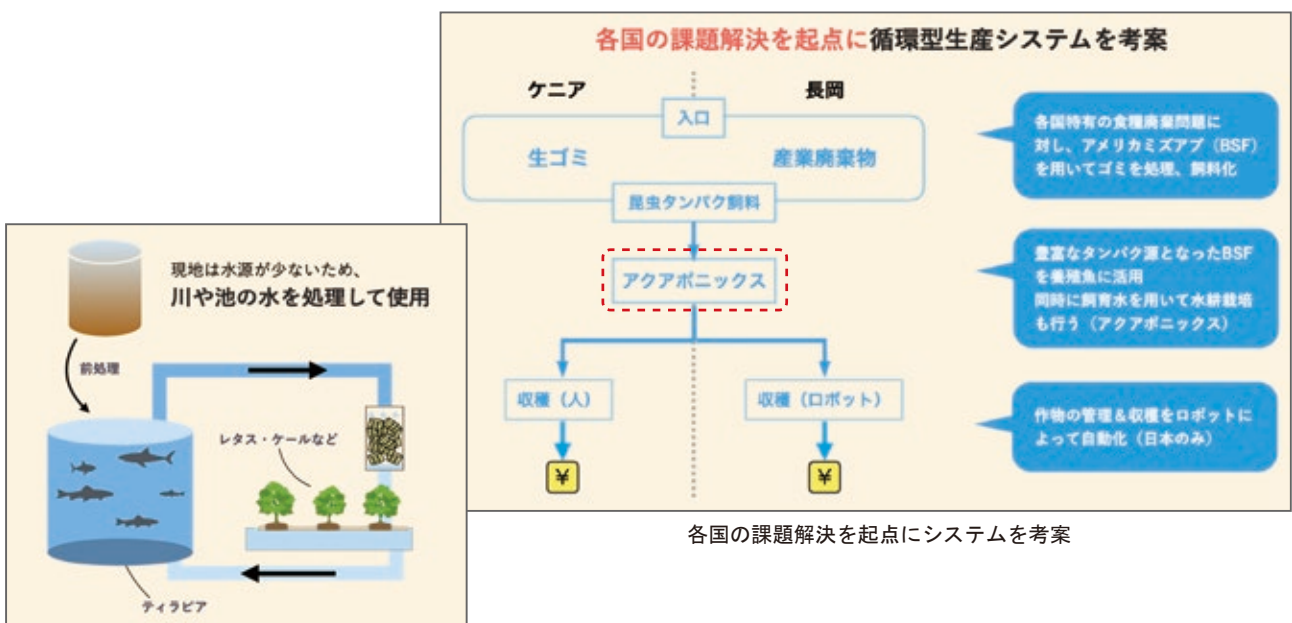 各国の課題解決を起点に循環型生産システムを考案
ケニア
長岡
入口
生ゴミ
産業廃棄物
昆虫タンパク飼料
アクアポニックス
収穫（人）
収穫（ロボット）
¥
¥
各国特有の食糧廃棄問題に
対し、アメリカミズアブ（BSF）
を用いてゴミを処理、飼料化
豊富なタンパク源となったBSF
を養殖魚に活用
同時に飼育水を用いて水耕栽培
も行う（アクアポニックス）
作物の管理＆収穫をロボットに
よって自動化（日本のみ）
各国の課題解決を起点にシステムを考案
現地は水源が少ないため、
川や池の水を処理して使用
前処理
レタス・ケールなど
ティラピア